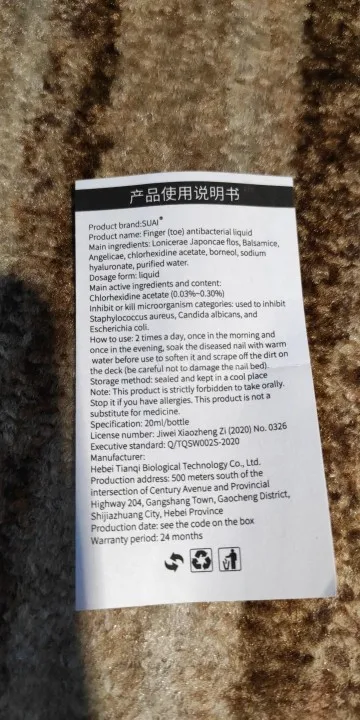 产品使用说明书
Product brand:SUAI®
Product name: Finger (toe) antibacterial liquid
Main ingredients: Lonicerae Japoncae flos, Balsamice,
Angelicae, chlorhexidine acetate, borneol, sodium
hyaluronate, purified water.
Dosage form: liquid
Main active ingredients and content:
Chlorhexidine acetate (0.03%~0.30%)
Inhibit or kill microorganism categories: used to inhibit
Staphylococcus aureus, Candida albicans, and
Escherichia coll.
How to use: 2 times a day, once in the morning and
once in the evening, soak the diseased nail with warm
water before use to soften it and scrape off the dirt on
the deck (be careful not to damage the nail bed).
Storage method: sealed and kept in a cool place
Note: This product is strictly forbidden to take orally.
Stop it if you have allergies. This product is not a
substitute for medicine.
Specification: 20ml/bottle
License number: Jiwei Xiaozheng Zi (2020) No. 0326
Executive standard: Q/TQSW002S-2020
Manufacturer:
Hebei Tianqi Biological Technology Co., Ltd.
Production address: 500 meters south of the
intersection of Century Avenue and Provincial
Highway 204, Gangshang Town, Gaocheng District,
Shijiazhuang City, Hebei Province
Production date: see the code on the box
Warranty period: 24 months